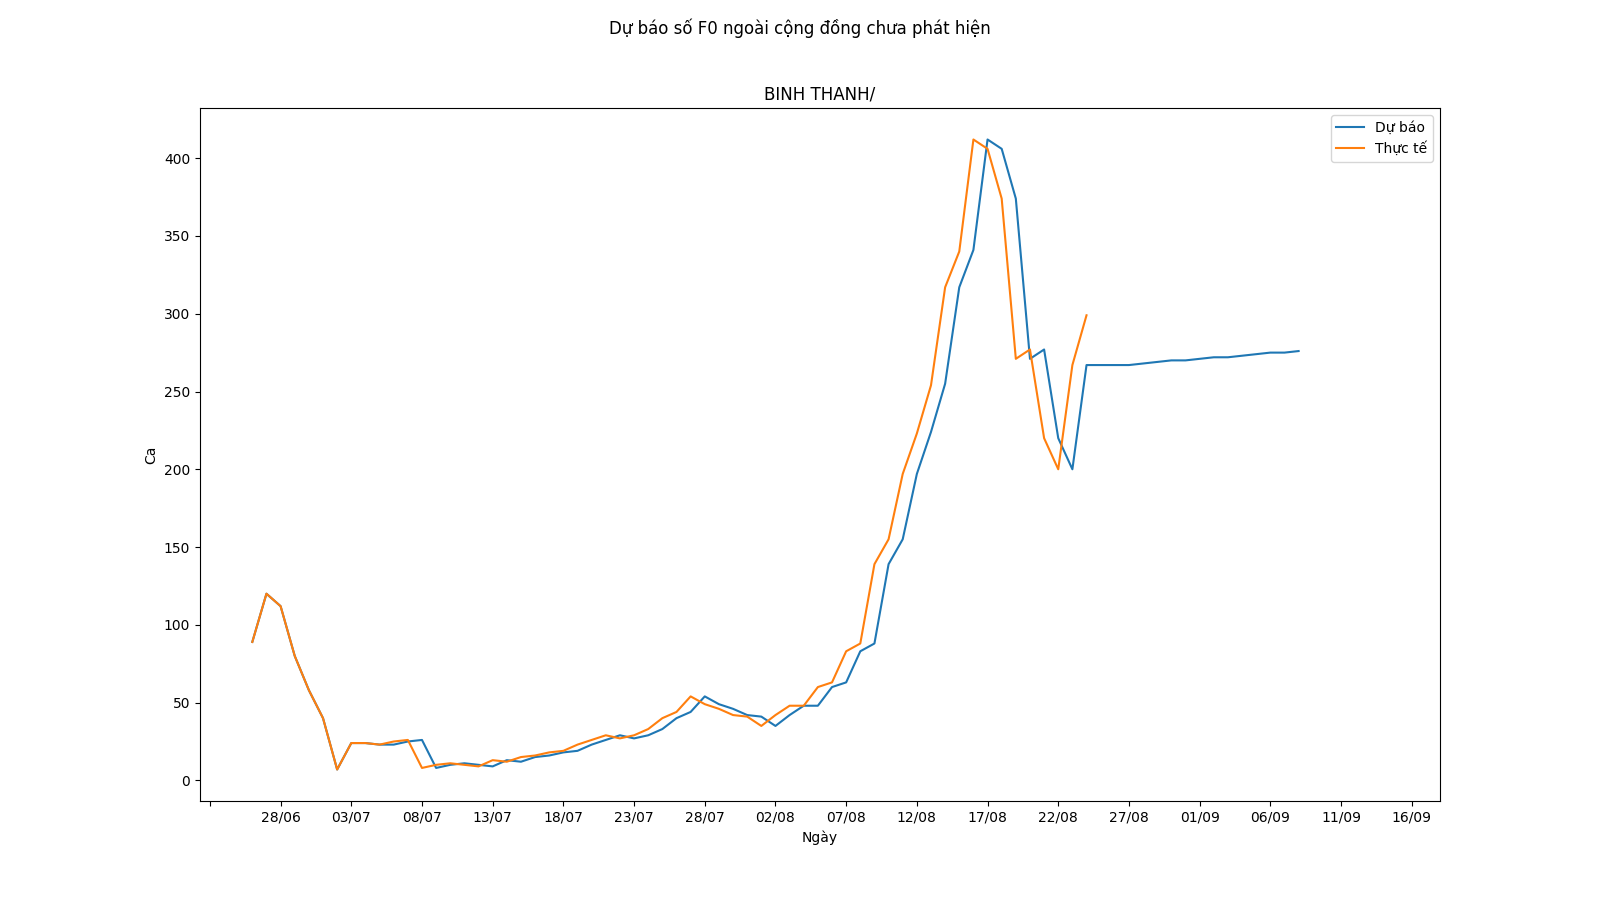 Dự báo số F0 ngoài cộng đồng chưa phát hiện
BINH THANH/
Dự báo
Thực tế
400
350
300
250
200
150
100
50
0
Ca
28/06 03/07 08/07 13/07 18/07 23/07 28/07 02/08 07/08 12/08 17/08 22/08 27/08 01/09 06/09 11/09 16/09
Ngày